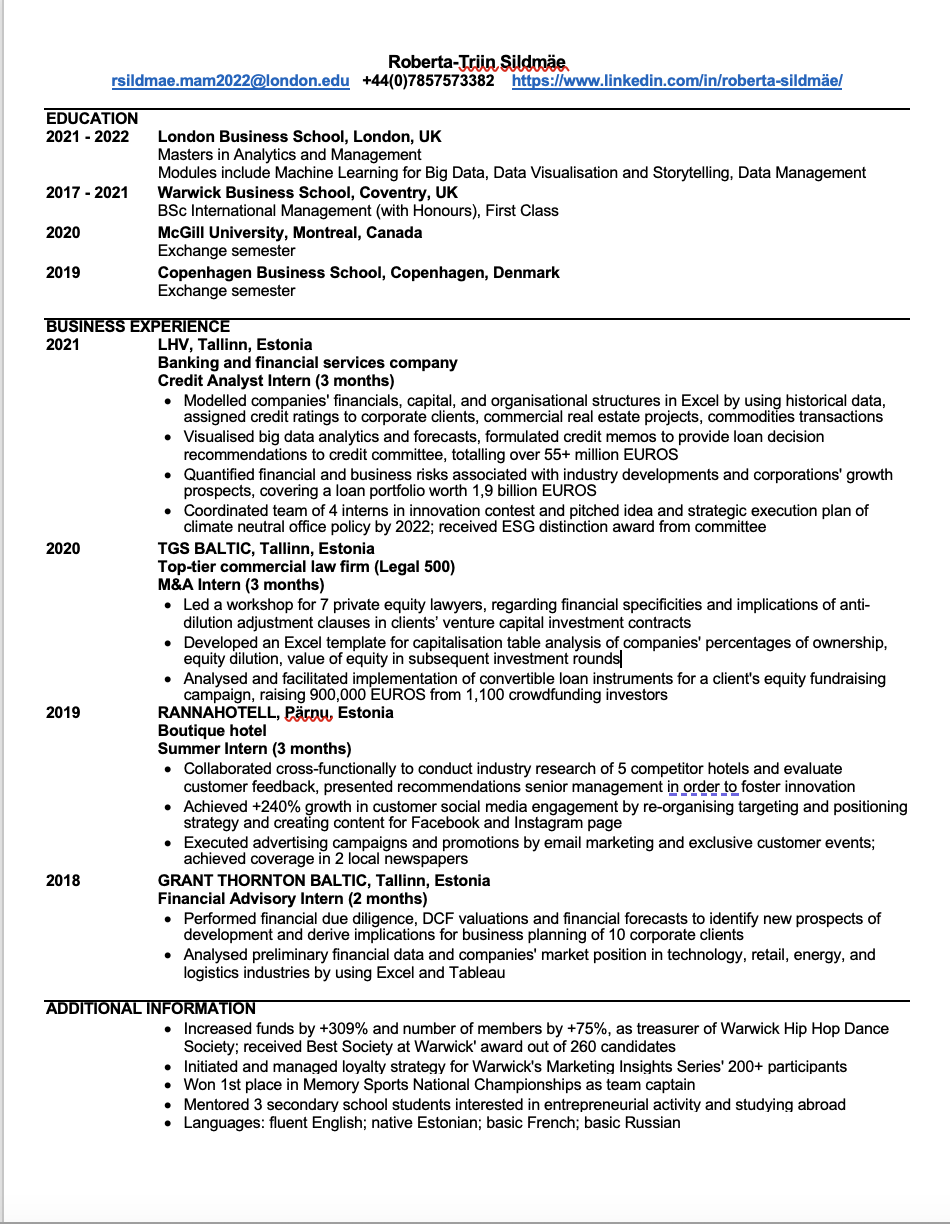 Roberta-Triin Sildmäe
rsildmae.mam2022@london.edu +44(0)7857573382 https://www.linkedin.com/in/roberta-sildmäe/
EDUCATION
2021 - 2022 London Business School, London, UK
Masters in Analytics and Management
Modules include Machine Learning for Big Data, Data Visualisation and Storytelling, Data Management
2017 - 2021 Warwick Business School, Coventry, UK
BSc International Management (with Honours), First Class
2020 McGill University, Montreal, Canada
Exchange semester
2019 Copenhagen Business School, Copenhagen, Denmark
Exchange semester
BUSINESS EXPERIENCE
2021 LHV, Tallinn, Estonia
Banking and financial services company
Credit Analyst Intern (3 months)
• Modelled companies' financials, capital, and organisational structures in Excel by using historical data,
assigned credit ratings to corporate clients, commercial real estate projects, commodities transactions
• Visualised big data analytics and forecasts, formulated credit memos to provide loan decision
recommendations to credit committee, totalling over 55+ million EUROS
• Quantified financial and business risks associated with industry developments and corporations' growth
prospects, covering a loan portfolio worth 1,9 billion EUROS
• Coordinated team of 4 interns in innovation contest and pitched idea and strategic execution plan of
climate neutral office policy by 2022; received ESG distinction award from committee
2020 TGS BALTIC, Tallinn, Estonia
Top-tier commercial law firm (Legal 500)
M&A Intern (3 months)
• Led a workshop for 7 private equity lawyers, regarding financial specificities and implications of anti-
dilution adjustment clauses in clients’ venture capital investment contracts
• Developed an Excel template for capitalisation table analysis of companies' percentages of ownership,
equity dilution, value of equity in subsequent investment rounds
• Analysed and facilitated implementation of convertible loan instruments for a client's equity fundraising
campaign, raising 900,000 EUROS from 1,100 crowdfunding investors
2019 RANNAHOTELL, Pärnu, Estonia
Boutique hotel
Summer Intern (3 months)
• Collaborated cross-functionally to conduct industry research of 5 competitor hotels and evaluate
customer feedback, presented recommendations senior management in order to foster innovation
• Achieved +240% growth in customer social media engagement by re-organising targeting and positioning
strategy and creating content for Facebook and Instagram page
• Executed advertising campaigns and promotions by email marketing and exclusive customer events;
achieved coverage in 2 local newspapers
2018 GRANT THORNTON BALTIC, Tallinn, Estonia
Financial Advisory Intern (2 months)
• Performed financial due diligence, DCF valuations and financial forecasts to identify new prospects of
development and derive implications for business planning of 10 corporate clients
• Analysed preliminary financial data and companies' market position in technology, retail, energy, and
logistics industries by using Excel and Tableau
ADDITIONAL INFORMATION
• Increased funds by +309% and number of members by +75%, as treasurer of Warwick Hip Hop Dance
Society; received Best Society at Warwick' award out of 260 candidates
• Initiated and managed loyalty strategy for Warwick's Marketing Insights Series' 200+ participants
• Won 1st place in Memory Sports National Championships as team captain
• Mentored 3 secondary school students interested in entrepreneurial activity and studying abroad
• Languages: fluent English; native Estonian; basic French; basic Russian